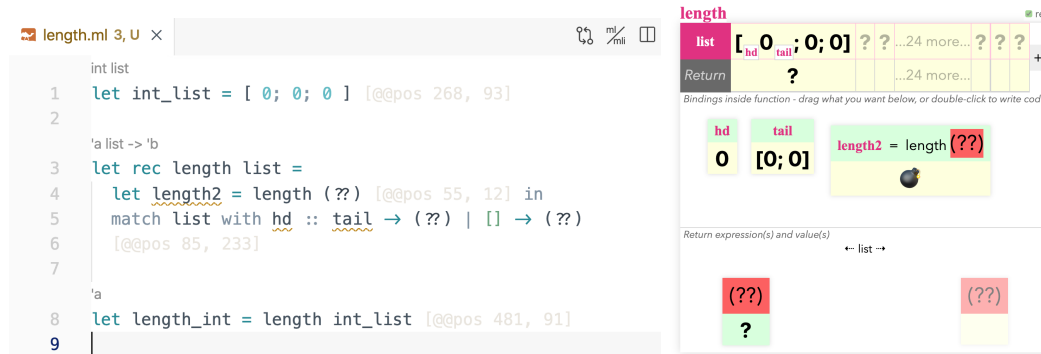 length.ml 3, U
ml/mli
int list
1 let int_list = [ 0; 0; 0 ] [@@pos 268, 93]
2
'a list -> 'b
3 let rec length list =
4 let length2 = length (??) [@@pos 55, 12] in
5 match list with hd :: tail → (??) | [] → (??)
6 [@@pos 85, 233]
7
'a
8 let length_int = length int_list [@@pos 481, 91]
9
length
re
list [ hd 0 tail ; 0; 0] ? ? ...24 more... ? ? ?
Return ? ...24 more...
+
Bindings inside function - drag what you want below, or double-click to write cod
hd tail
0 [0; 0]
length2 = length (??)
Return expression(s) and value(s)
⇠ list ⇢
(??) (??)
?